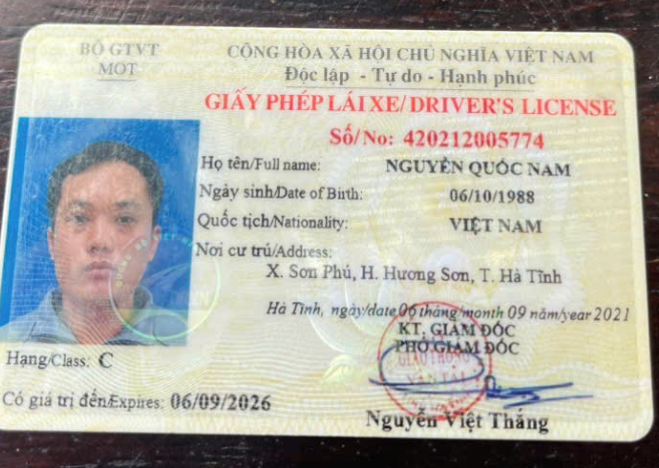 BỘ GTVT
MOT
CỘNG HÒA XÃ HỘI CHỦ NGHĨA VIỆT NAM
Độc lập - Tự do - Hạnh phúc
GIẤY PHÉP LÁI XE/ DRIVER'S LICENSE
Số/No: 420212005774
Họ tên/Full name: NGUYỄN QUỐC NAM
Ngày sinh/Date of Birth: 06/10/1988
Quốc tịch/Nationality: VIỆT NAM
Nơi cư trú/Address:
X. Sơn Phú, H. Hương Sơn, T. Hà Tĩnh
Hà Tĩnh, ngày/date 06 tháng/month 09 năm/year 2021
KT. GIÁM ĐỐC
PHÓ GIÁM ĐỐC
GIAO THÔNG
VẬN TẢI
Nguyễn Việt Thắng
Hạng/Class: C
Có giá trị đến/Expires: 06/09/2026